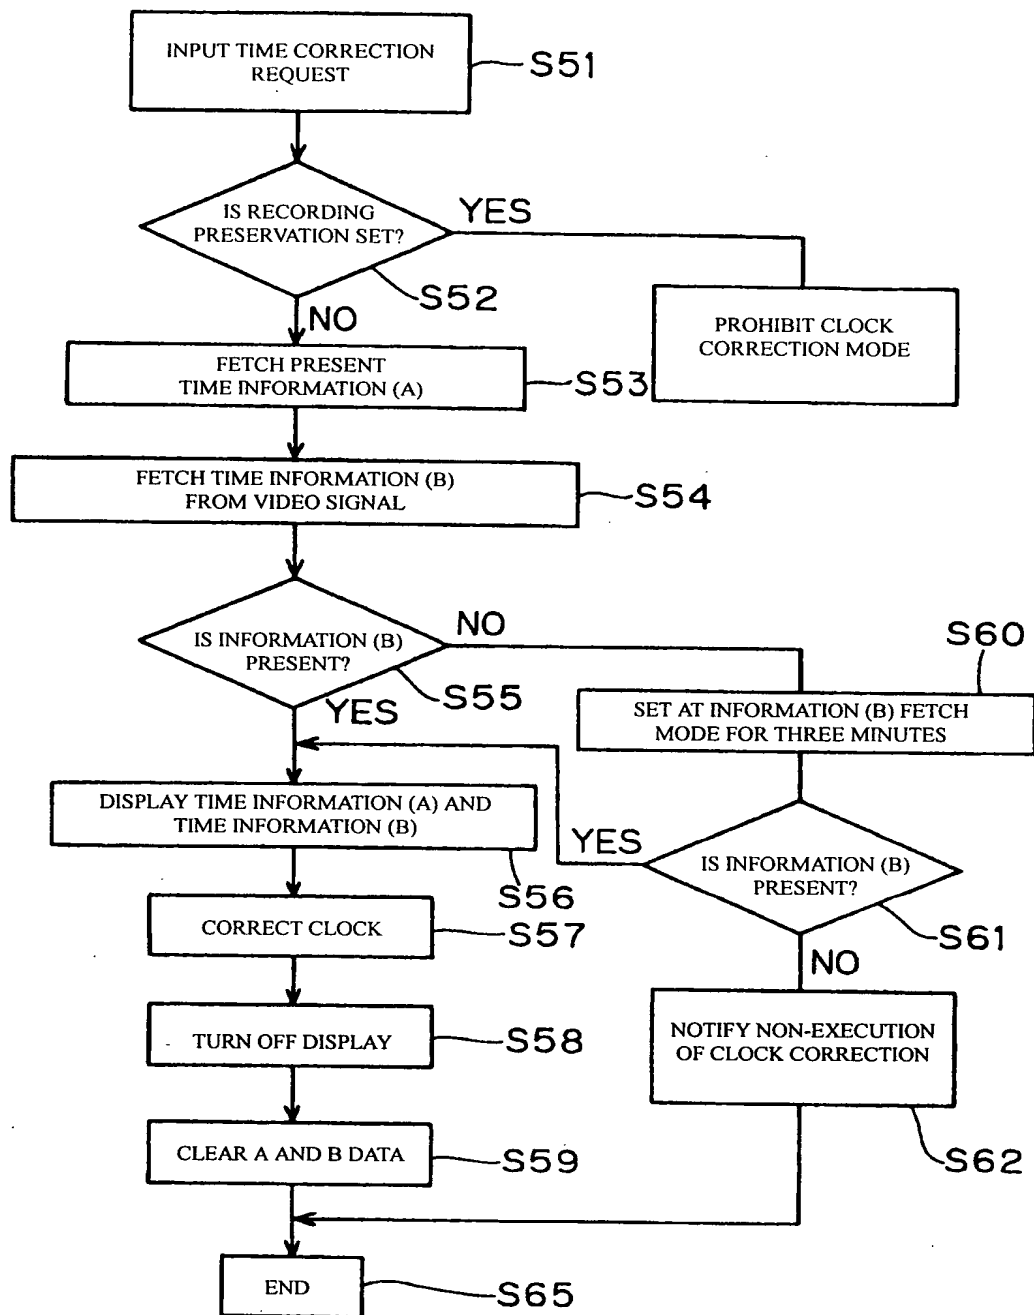 INPUT TIME CORRECTION
REQUEST
S51
IS RECORDING
PRESERVATION SET?
YES
S52
NO
PROHIBIT CLOCK
CORRECTION MODE
FETCH PRESENT
TIME INFORMATION (A)
S53
FETCH TIME INFORMATION (B)
FROM VIDEO SIGNAL
S54
IS INFORMATION (B)
PRESENT?
NO
S55
YES
S60
SET AT INFORMATION (B) FETCH
MODE FOR THREE MINUTES
DISPLAY TIME INFORMATION (A) AND
TIME INFORMATION (B)
S56
YES
IS INFORMATION (B)
PRESENT?
S61
NO
CORRECT CLOCK
S57
TURN OFF DISPLAY
S58
NOTIFY NON-EXECUTION
OF CLOCK CORRECTION
S62
CLEAR A AND B DATA
S59
END
S65